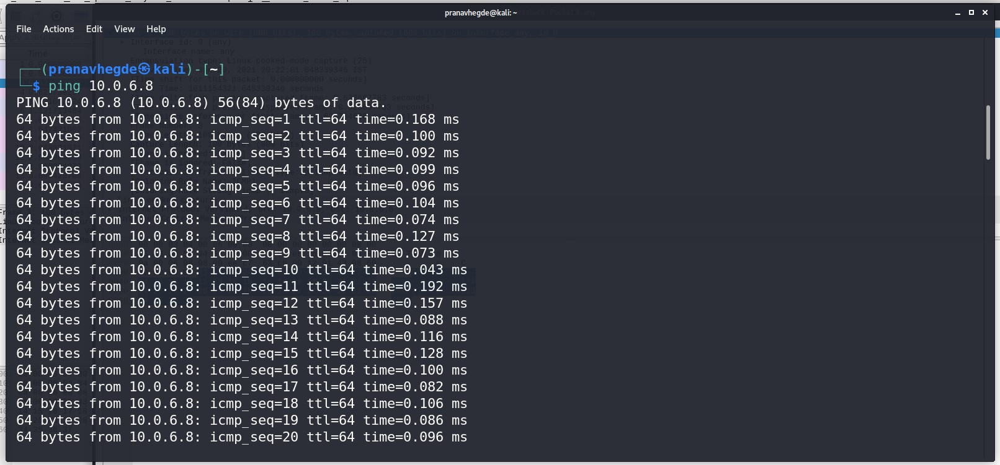 pranavhegde@kali: ~
File Actions Edit View Help
Time
Interface id: 0 (any)
Interface name: any
Encapsulation type: Linux cooked-mode capture (25)
┌──(pranavhegde㉿kali)-[~]
└─$ ping 10.0.6.8
PING 10.0.6.8 (10.0.6.8) 56(84) bytes of data.
64 bytes from 10.0.6.8: icmp_seq=1 ttl=64 time=0.168 ms
64 bytes from 10.0.6.8: icmp_seq=2 ttl=64 time=0.100 ms
64 bytes from 10.0.6.8: icmp_seq=3 ttl=64 time=0.092 ms
64 bytes from 10.0.6.8: icmp_seq=4 ttl=64 time=0.099 ms
64 bytes from 10.0.6.8: icmp_seq=5 ttl=64 time=0.096 ms
64 bytes from 10.0.6.8: icmp_seq=6 ttl=64 time=0.104 ms
64 bytes from 10.0.6.8: icmp_seq=7 ttl=64 time=0.074 ms
64 bytes from 10.0.6.8: icmp_seq=8 ttl=64 time=0.127 ms
64 bytes from 10.0.6.8: icmp_seq=9 ttl=64 time=0.073 ms
64 bytes from 10.0.6.8: icmp_seq=10 ttl=64 time=0.043 ms
64 bytes from 10.0.6.8: icmp_seq=11 ttl=64 time=0.192 ms
64 bytes from 10.0.6.8: icmp_seq=12 ttl=64 time=0.157 ms
64 bytes from 10.0.6.8: icmp_seq=13 ttl=64 time=0.088 ms
64 bytes from 10.0.6.8: icmp_seq=14 ttl=64 time=0.116 ms
64 bytes from 10.0.6.8: icmp_seq=15 ttl=64 time=0.128 ms
64 bytes from 10.0.6.8: icmp_seq=16 ttl=64 time=0.100 ms
64 bytes from 10.0.6.8: icmp_seq=17 ttl=64 time=0.082 ms
64 bytes from 10.0.6.8: icmp_seq=18 ttl=64 time=0.106 ms
64 bytes from 10.0.6.8: icmp_seq=19 ttl=64 time=0.086 ms
64 bytes from 10.0.6.8: icmp_seq=20 ttl=64 time=0.096 ms